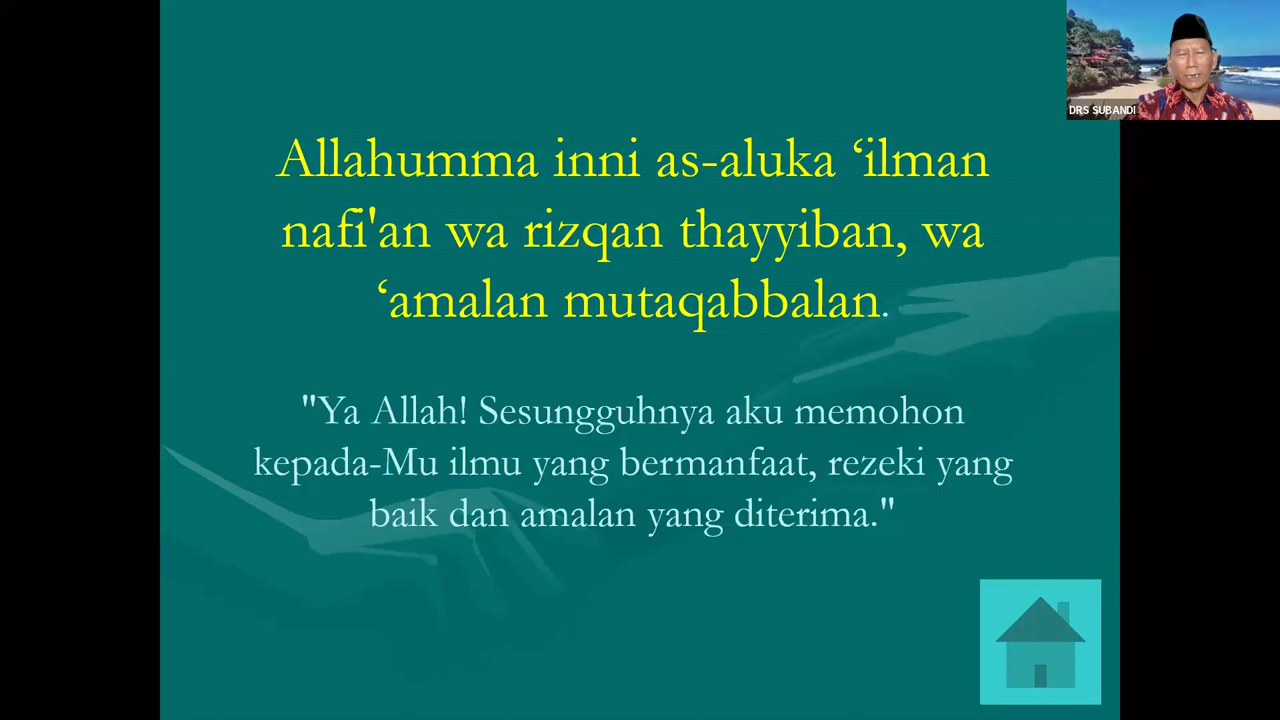 DRS SUBANDI
Allahumma inni as-aluka ‘ilman
nafi'an wa rizqan thayyiban, wa
‘amalan mutaqabbalan.
"Ya Allah! Sesungguhnya aku memohon
kepada-Mu ilmu yang bermanfaat, rezeki yang
baik dan amalan yang diterima."